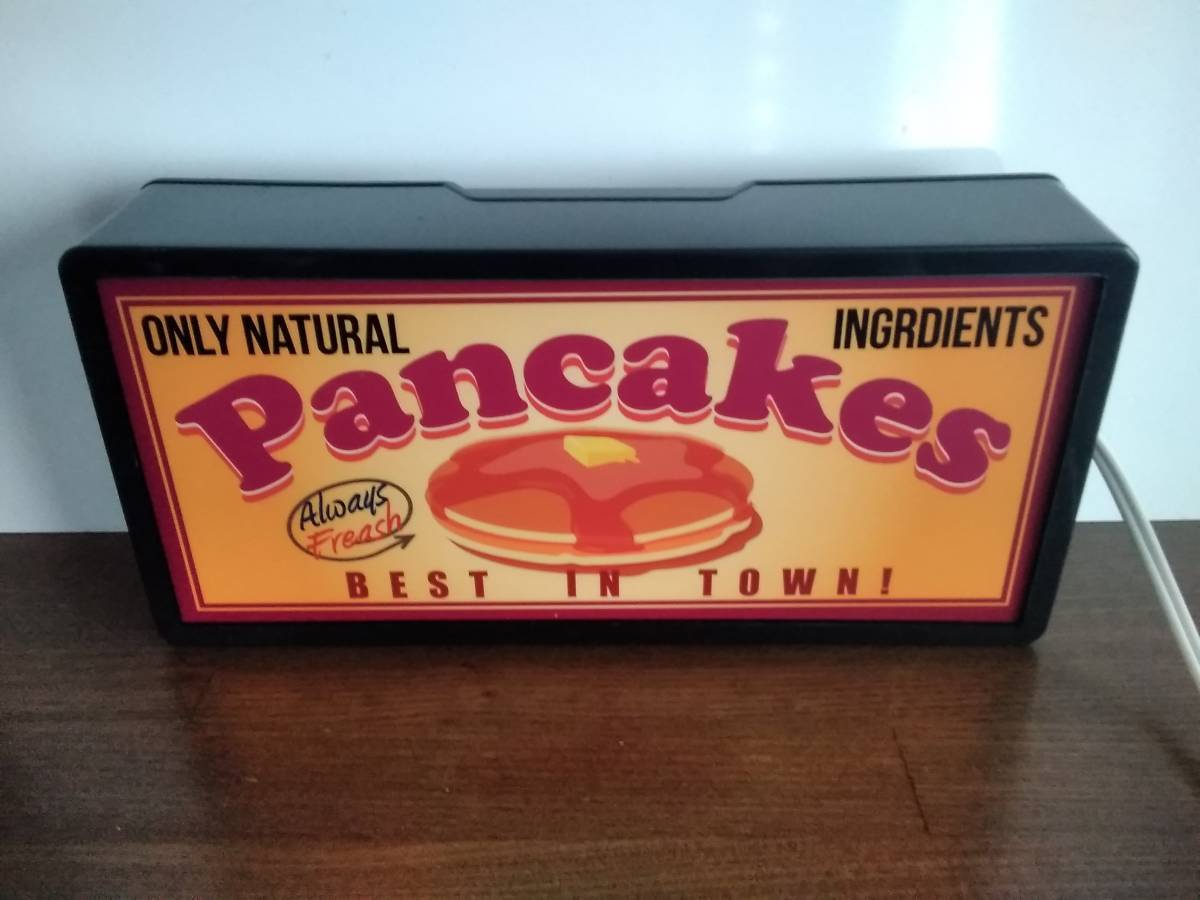 ONLY NATURAL INGRDIENTS
Pancakes
Always
Freash
BEST IN TOWN!